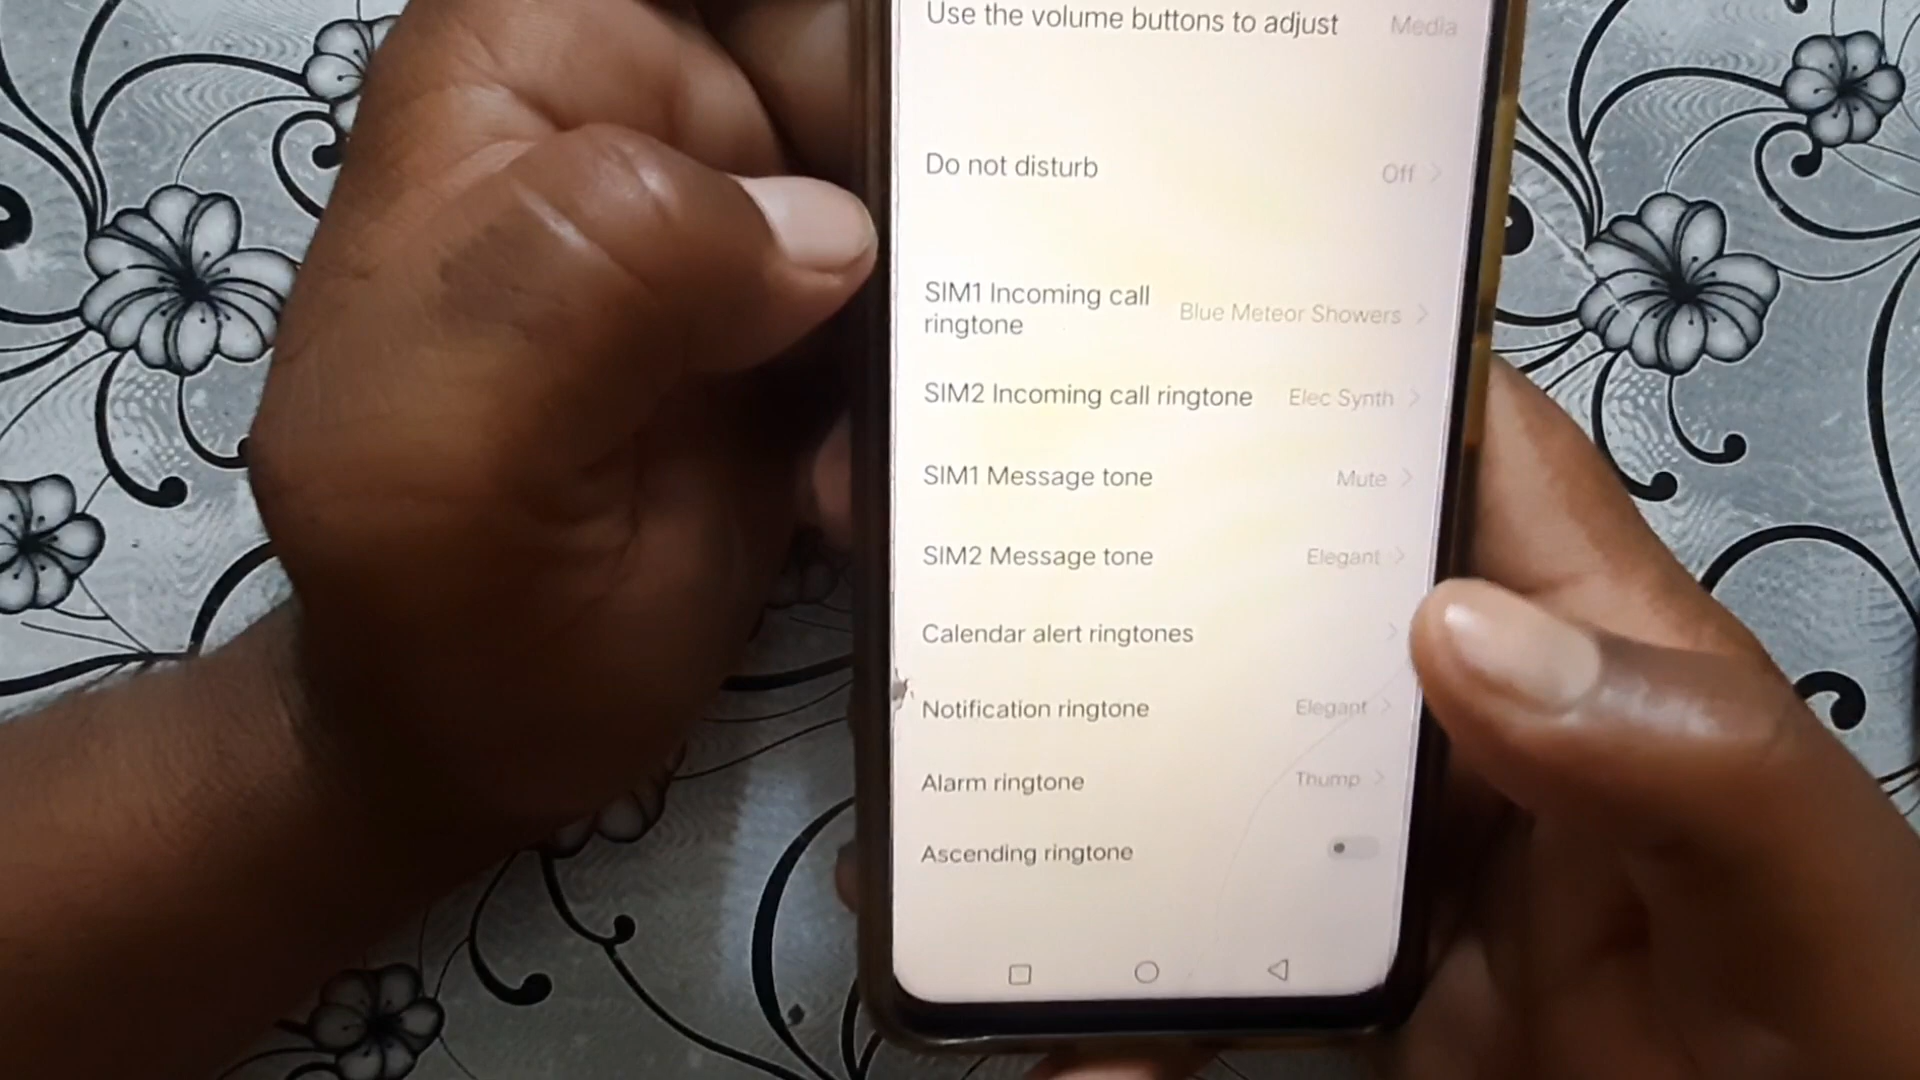 Use the volume buttons to adjust Media
Do not disturb Off
SIM1 Incoming call
ringtone Blue Meteor Showers
SIM2 Incoming call ringtone Elec Synth
SIM1 Message tone Mute
SIM2 Message tone Elegant
Calendar alert ringtones
Notification ringtone Elegant
Alarm ringtone Thump
Ascending ringtone